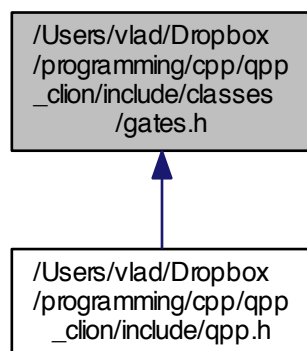 /Users/vlad/Dropbox
/programming/cpp/qpp
_clion/include/classes
/gates.h
/Users/vlad/Dropbox
/programming/cpp/qpp
_clion/include/qpp.h